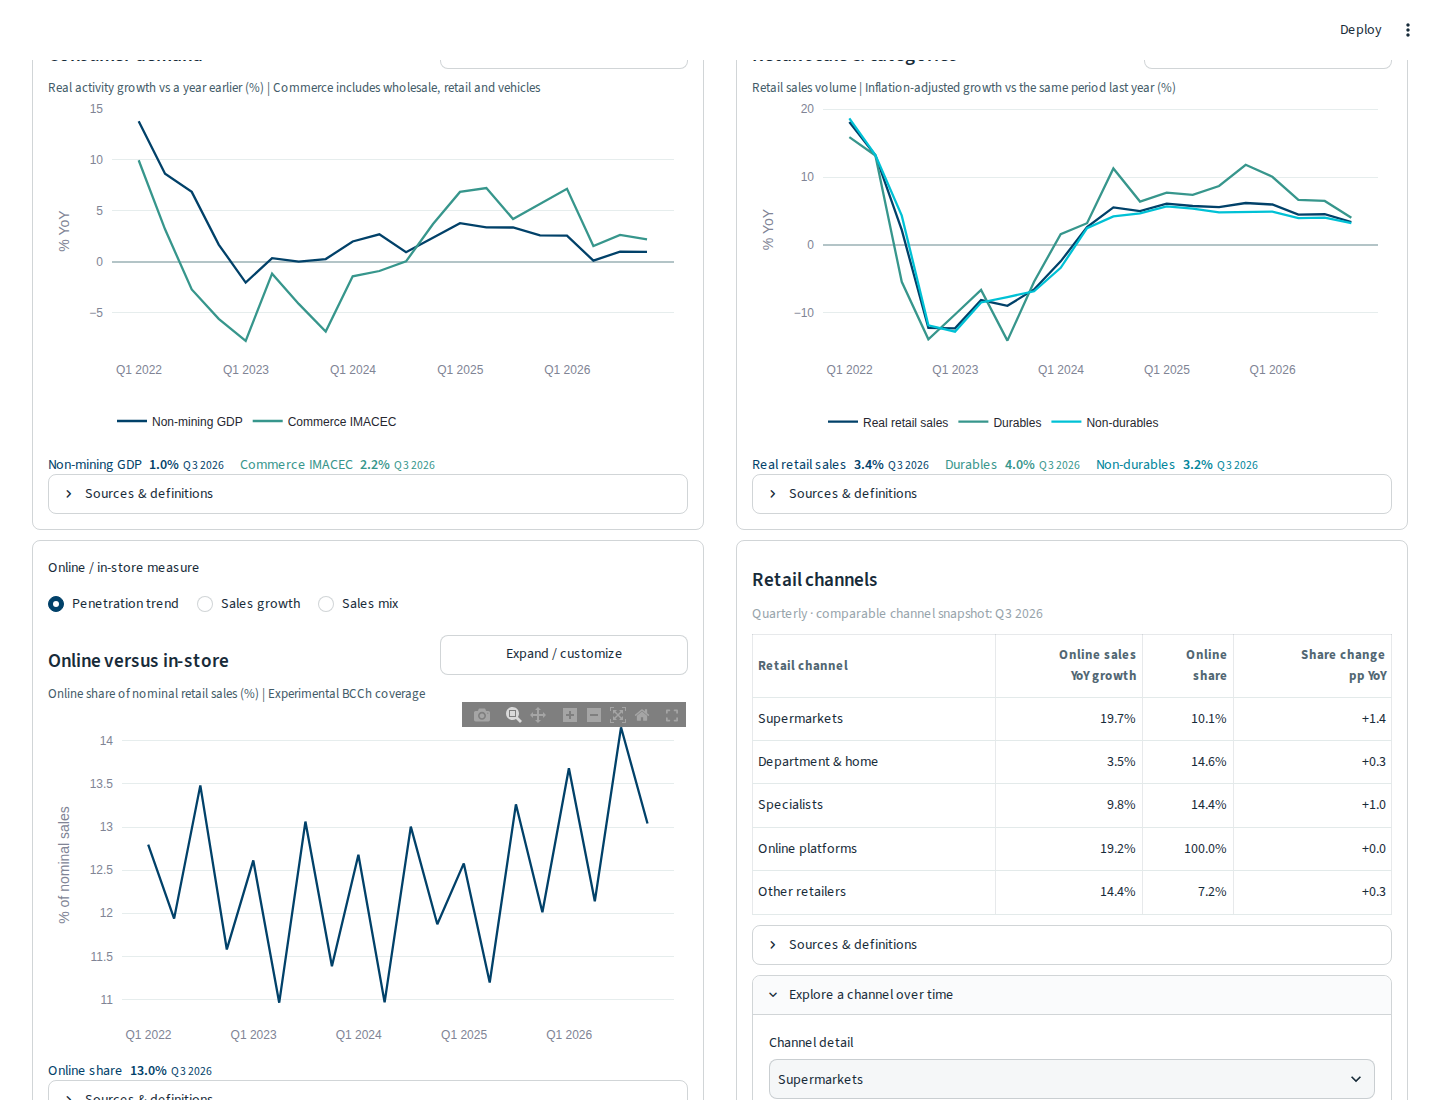 Deploy
Real activity growth vs a year earlier (%) | Commerce includes wholesale, retail and vehicles
15
10
5
0
−5
% YoY
Q1 2022 Q1 2023 Q1 2024 Q1 2025 Q1 2026
Non-mining GDP Commerce IMACEC
Non-mining GDP 1.0% Q3 2026 Commerce IMACEC 2.2% Q3 2026
Sources & definitions
Retail sales volume | Inflation-adjusted growth vs the same period last year (%)
20
10
0
−10
% YoY
Q1 2022 Q1 2023 Q1 2024 Q1 2025 Q1 2026
Real retail sales Durables Non-durables
Real retail sales 3.4% Q3 2026 Durables 4.0% Q3 2026 Non-durables 3.2% Q3 2026
Sources & definitions
Online / in-store measure
Penetration trend Sales growth Sales mix
Online versus in-store
Expand / customize
Online share of nominal retail sales (%) | Experimental BCCh coverage
14
13.5
13
12.5
12
11.5
11
% of nominal sales
Q1 2022 Q1 2023 Q1 2024 Q1 2025 Q1 2026
Online share 13.0% Q3 2026
Sources & definitions
Retail channels
Quarterly · comparable channel snapshot: Q3 2026
Retail channel Online sales YoY growth Online share Share change pp YoY
Supermarkets 19.7% 10.1% +1.4
Department & home 3.5% 14.6% +0.3
Specialists 9.8% 14.4% +1.0
Online platforms 19.2% 100.0% +0.0
Other retailers 14.4% 7.2% +0.3
Sources & definitions
Explore a channel over time
Channel detail
Supermarkets